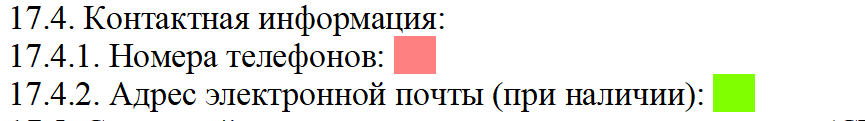 17.4. Контактная информация:
17.4.1. Номера телефонов:
17.4.2. Адрес электронной почты (при наличии):